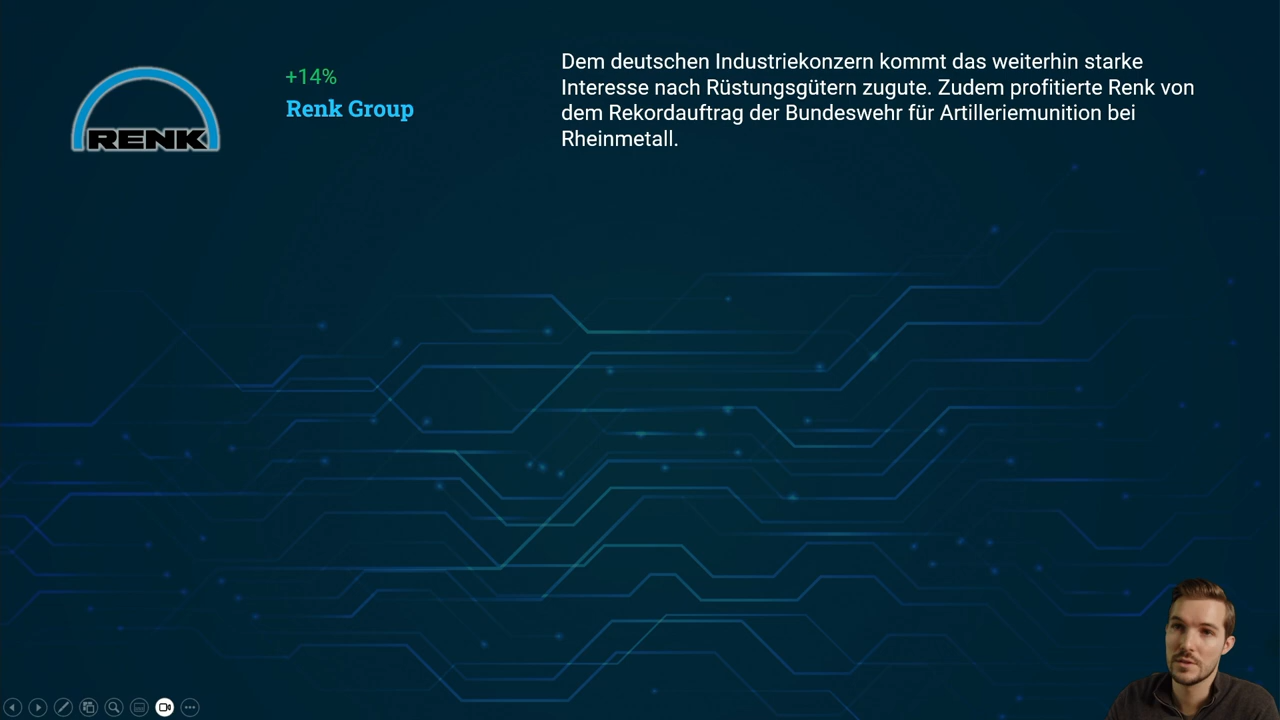 RENK
+14%
Renk Group
Dem deutschen Industriekonzern kommt das weiterhin starke
Interesse nach Rüstungsgütern zugute. Zudem profitierte Renk von
dem Rekordauftrag der Bundeswehr für Artilleriemunition bei
Rheinmetall.